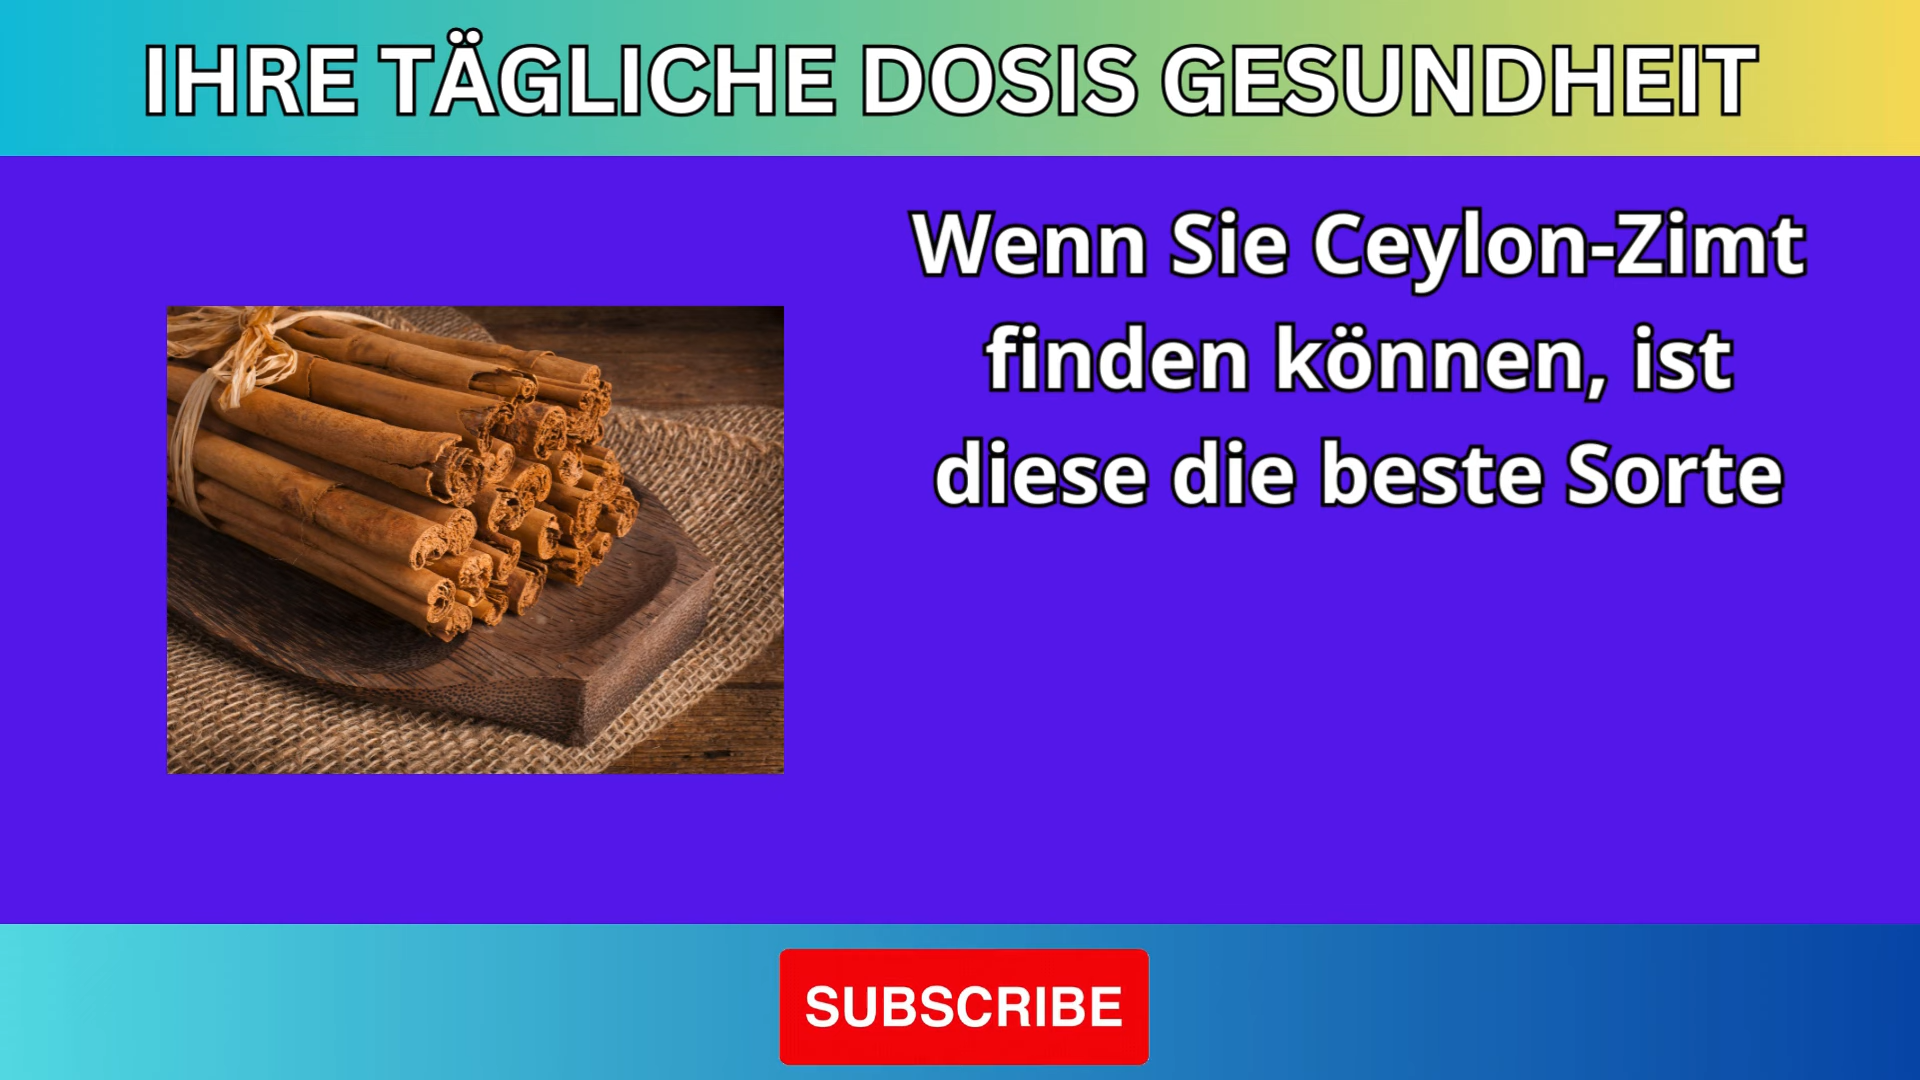 IHRE TÄGLICHE DOSIS GESUNDHEIT
Wenn Sie Ceylon-Zimt
finden können, ist
diese die beste Sorte
SUBSCRIBE